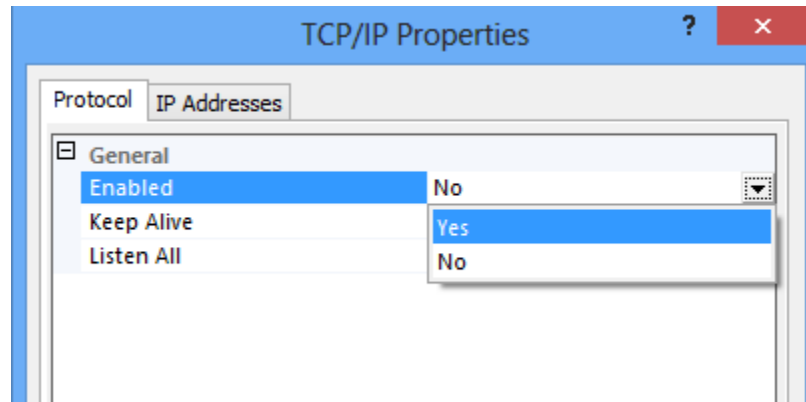 TCP/IP Properties ?
Protocol IP Addresses
General
Enabled No
Keep Alive Yes
Listen All No